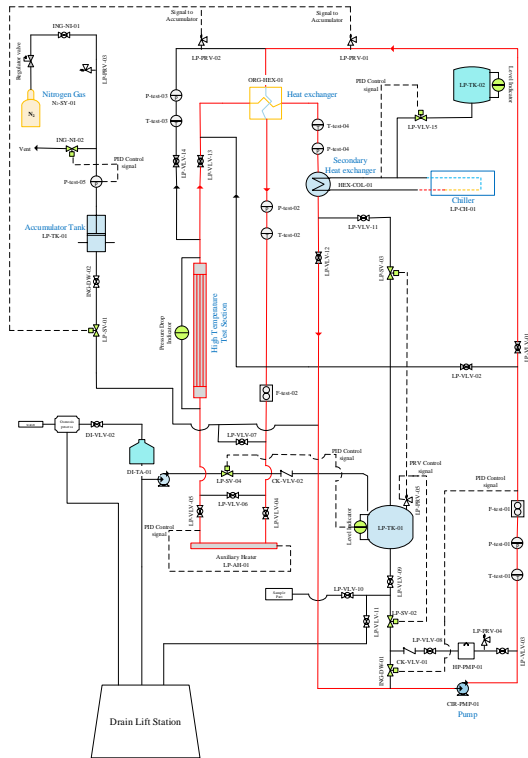 Signal to
Accumulator
Signal to
Accumulator
ING-NI-01
LP-PRV-03
Regulator valve
LP-PRV-02
LP-PRV-01
ORG-HEX-01
Heat exchanger
PID Control
signal
LP-TK-02
Level Indicator
LP-VLV-15
Nitrogen Gas
N2-SY-01
N2
P-test-03
T-test-03
T-test-04
P-test-04
ING-NI-02
Vent
PID Control
signal
P-test-05
LP-VLV-14
LP-VLV-13
Secondary
Heat exchanger
HEX-COL-01
Chiller
LP-CH-01
Accumulator Tank
LP-TK-01
P-test-02
T-test-02
LP-VLV-11
LP-VLV-12
LP-SV-03
ING-DW-02
LP-SV-01
Pressure Drop
Indicator
High Temperature
Test Section
LP-VLV-01
LP-VLV-02
F-test-02
DI-VLV-02
DI-TA-01
LP-VLV-07
PID Control
signal
LP-SV-04
CK-VLV-02
LP-VLV-06
LP-VLV-05
LP-VLV-04
PRV Control
signal
LP-PRV-05
PID Control
signal
Level Indicator
LP-TK-01
F-test-01
P-test-01
T-test-01
PID Control
signal
Auxiliary Heater
LP-AH-01
LP-VLV-09
LP-VLV-10
LP-VLV-11
LP-SV-02
LP-VLV-08
LP-PRV-04
CK-VLV-01
HP-PMP-01
LP-VLV-03
ING-DW-01
CIR-PMP-01
Pump
Drain Lift Station